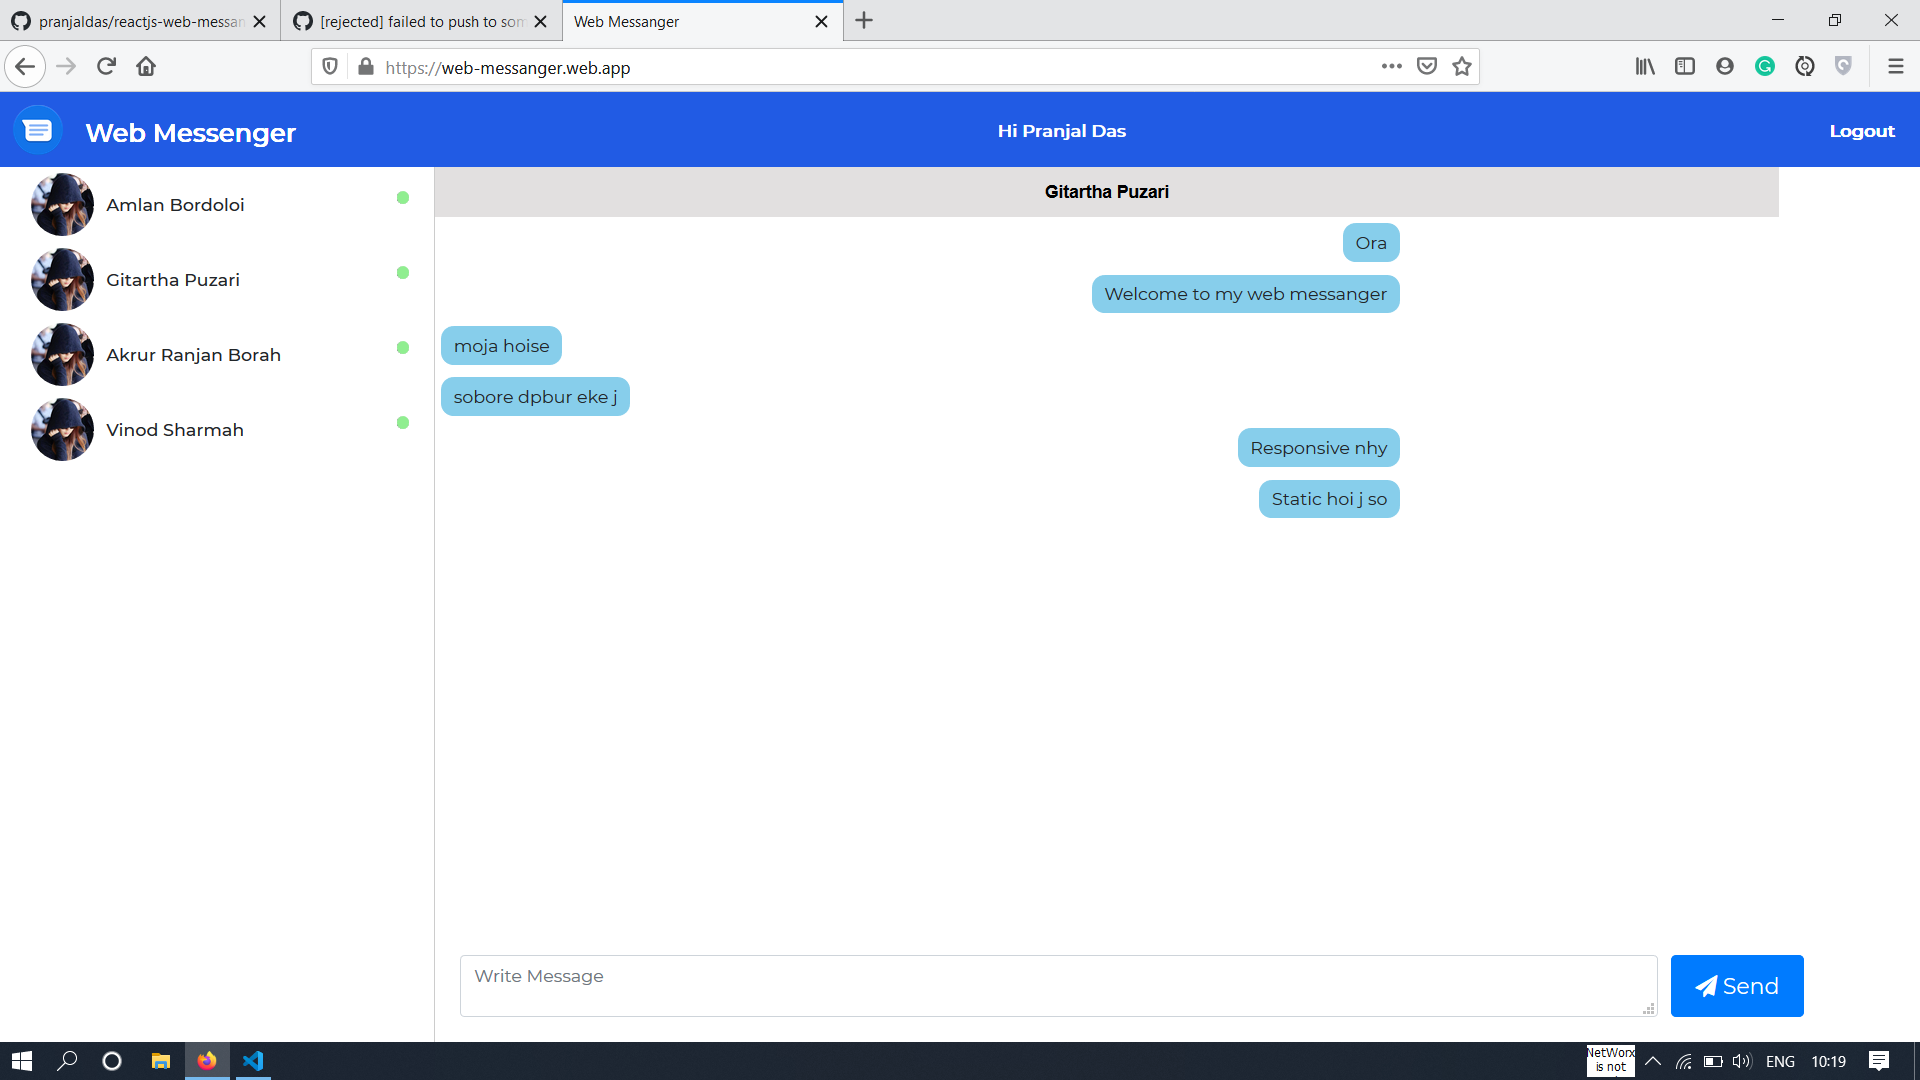 pranjaldas/reactjs-web-messan
[rejected] failed to push to som
Web Messanger
https://web-messanger.web.app
Web Messenger
Hi Pranjal Das
Logout
Amlan Bordoloi
Gitartha Puzari
Akrur Ranjan Borah
Vinod Sharmah
Gitartha Puzari
Ora
Welcome to my web messanger
moja hoise
sobore dpbur eke j
Responsive nhy
Static hoi j so
Write Message
Send
NetWorx
is not
ENG
10:19